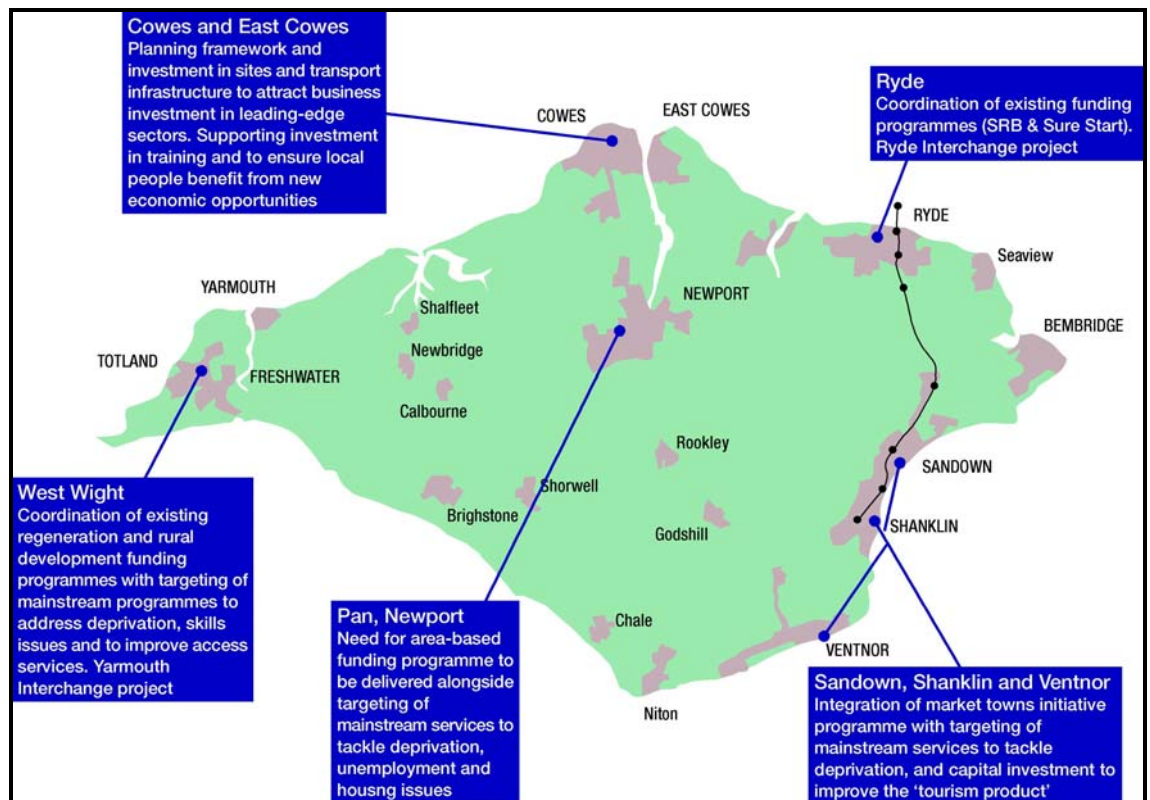 Cowes and East Cowes
Planning framework and
investment in sites and transport
infrastructure to attract business
investment in leading-edge
sectors. Supporting investment
in training and to ensure local
people benefit from new
economic opportunities
Ryde
Coordination of existing funding
programmes (SRB & Sure Start).
Ryde Interchange project
COWES
EAST COWES
RYDE
Seaview
YARMOUTH
Shalfleet
NEWPORT
BEMBRIDGE
TOTLAND
FRESHWATER
Newbridge
Calbourne
Rookley
SANDOWN
Shorwell
Brighstone
Godshill
SHANKLIN
Chale
VENTNOR
Niton
West Wight
Coordination of existing
regeneration and rural
development funding
programmes with targeting of
mainstream programmes to
address deprivation, skills
issues and to improve access
services. Yarmouth
Interchange project
Pan, Newport
Need for area-based
funding programme to
be delivered alongside
targeting of
mainstream services to
tackle deprivation,
unemployment and
housng issues
Sandown, Shanklin and Ventnor
Integration of market towns initiative
programme with targeting of
mainstream services to tackle
deprivation, and capital investment to
improve the ‘tourism product’